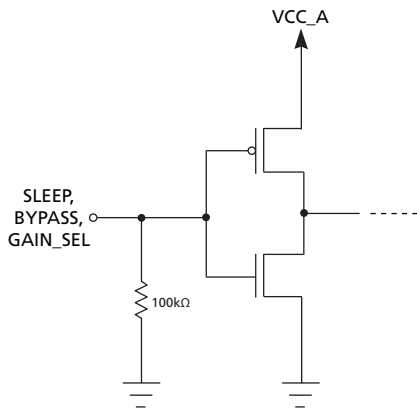 VCC_A
SLEEP,
BYPASS,
GAIN_SEL
100kΩ